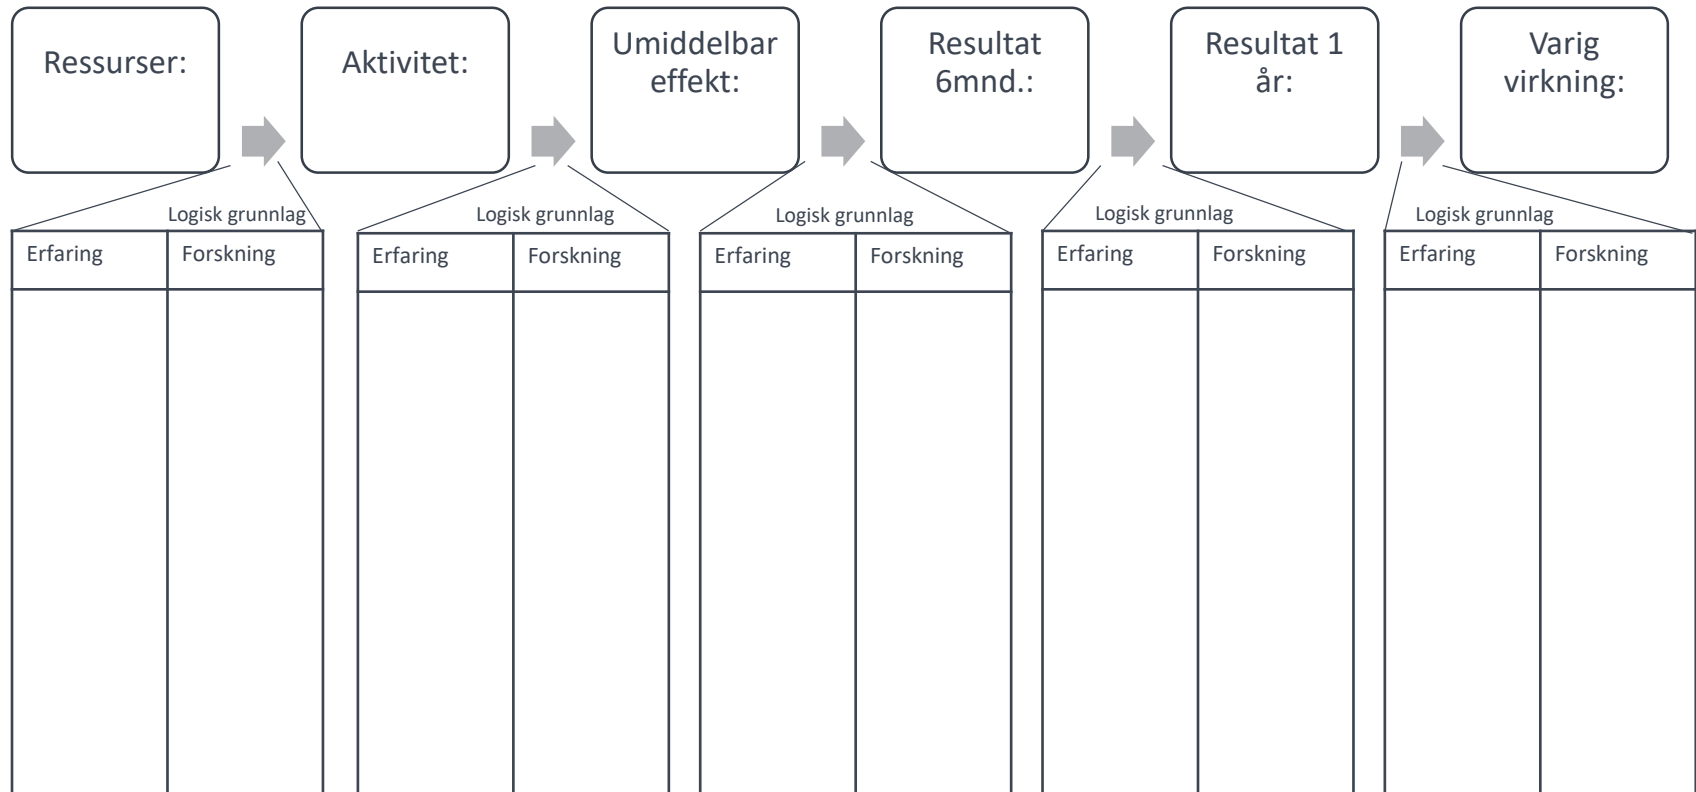 Ressurser:
Aktivitet:
Umiddelbar
effekt:
Resultat
6mnd.:
Resultat 1
år:
Varig
virkning:
Logisk grunnlag
Logisk grunnlag
Logisk grunnlag
Logisk grunnlag
Logisk grunnlag
Erfaring
Forskning
Erfaring
Forskning
Erfaring
Forskning
Erfaring
Forskning
Erfaring
Forskning